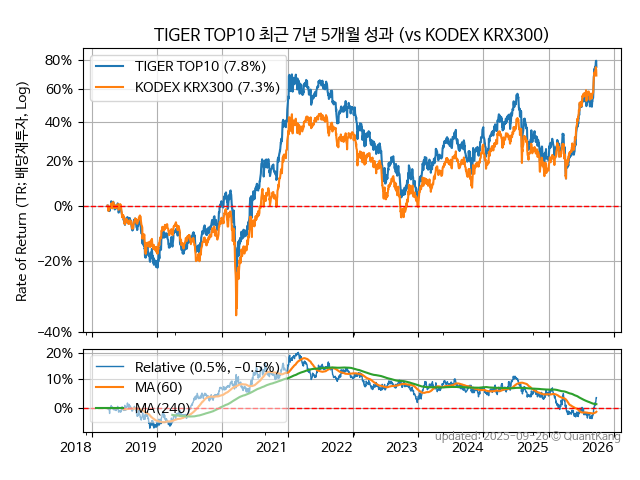 TIGER TOP10 최근 7년 5개월 성과 (vs KODEX KRX300)
Rate of Return (TR: 배당재투자, Log)
80%
60%
40%
20%
0%
−20%
−40%
TIGER TOP10 (7.8%)
KODEX KRX300 (7.3%)
20%
10%
0%
Relative (0.5%, −0.5%)
MA(60)
MA(240)
2018 2019 2020 2021 2022 2023 2024 2025 2026
updated: 2025-09-26 © QuantKang